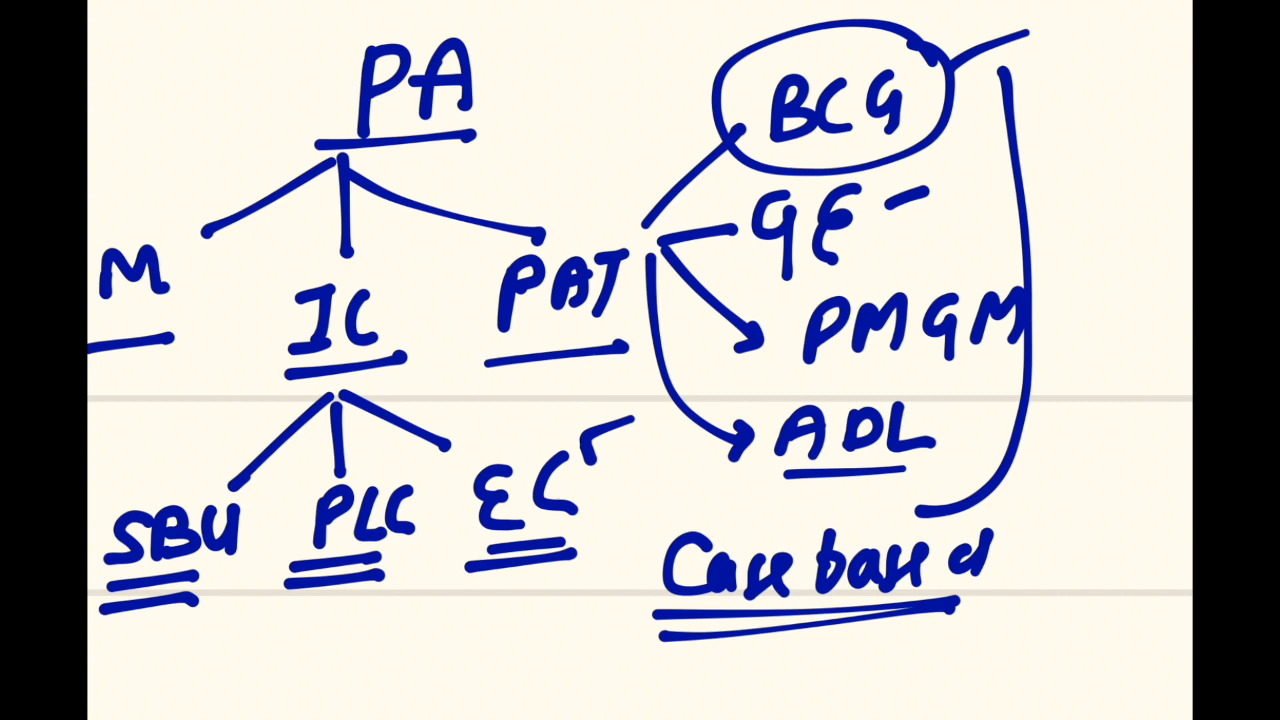 PA
BCG
GE
M
IC
PAT
PMGM
ADL
SBU
PLC
EC
Case based